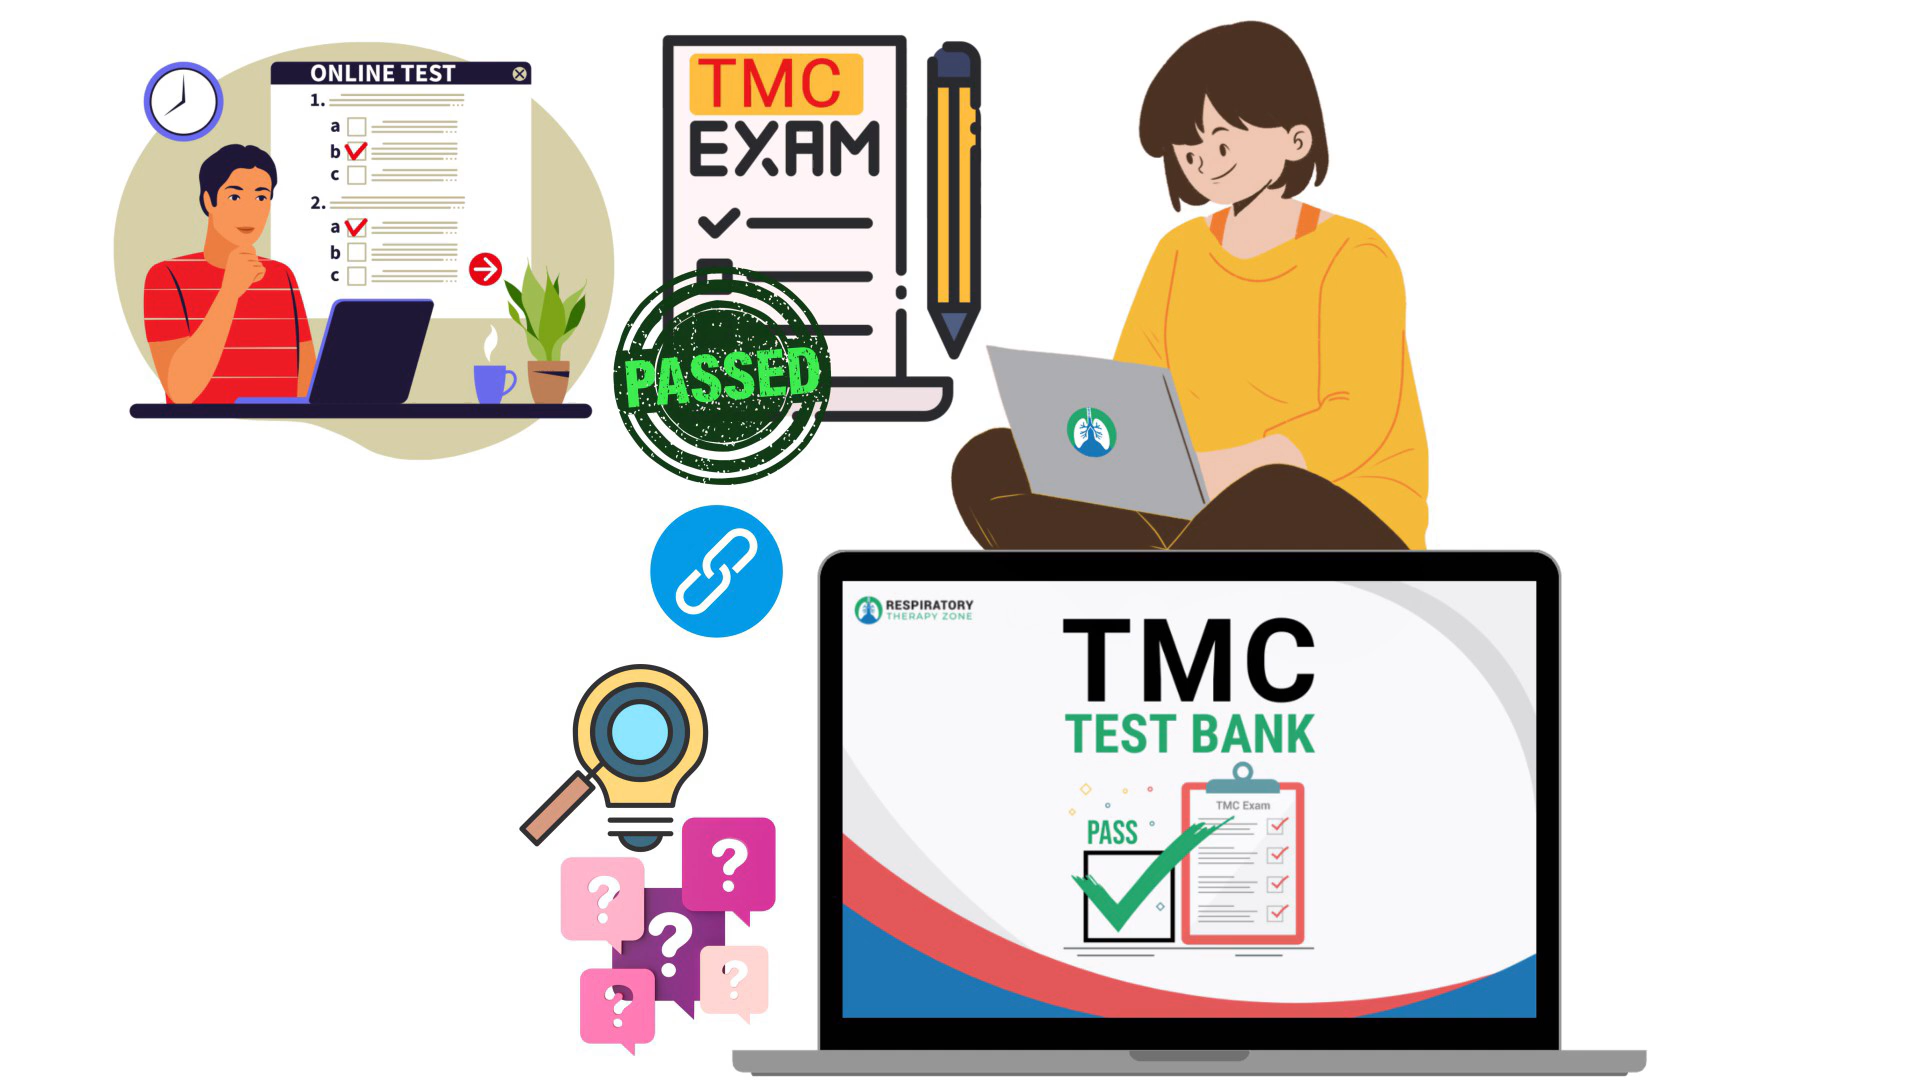 ONLINE TEST
1.
a
b
c
2.
a
b
c
TMC
EXAM
PASSED
RESPIRATORY
THERAPY ZONE
TMC
TEST BANK
TMC Exam
PASS
?
?
?
?
?